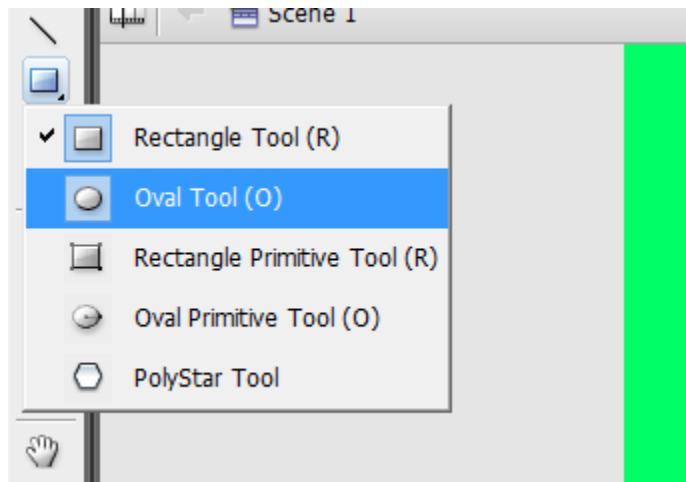 Scene 1
Rectangle Tool (R)
Oval Tool (O)
Rectangle Primitive Tool (R)
Oval Primitive Tool (O)
PolyStar Tool